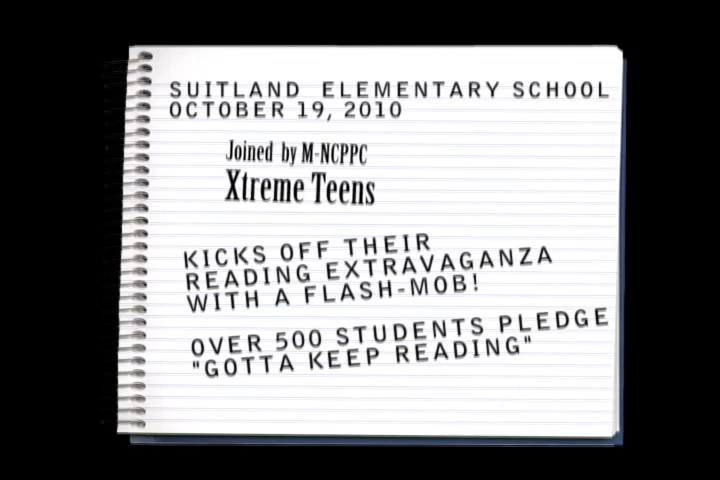 SUITLAND ELEMENTARY SCHOOL
OCTOBER 19, 2010
Joined by M-NCPPC
Xtreme Teens
KICKS OFF THEIR
READING EXTRAVAGANZA
WITH A FLASH-MOB!
OVER 500 STUDENTS PLEDGE
"GOTTA KEEP READING"